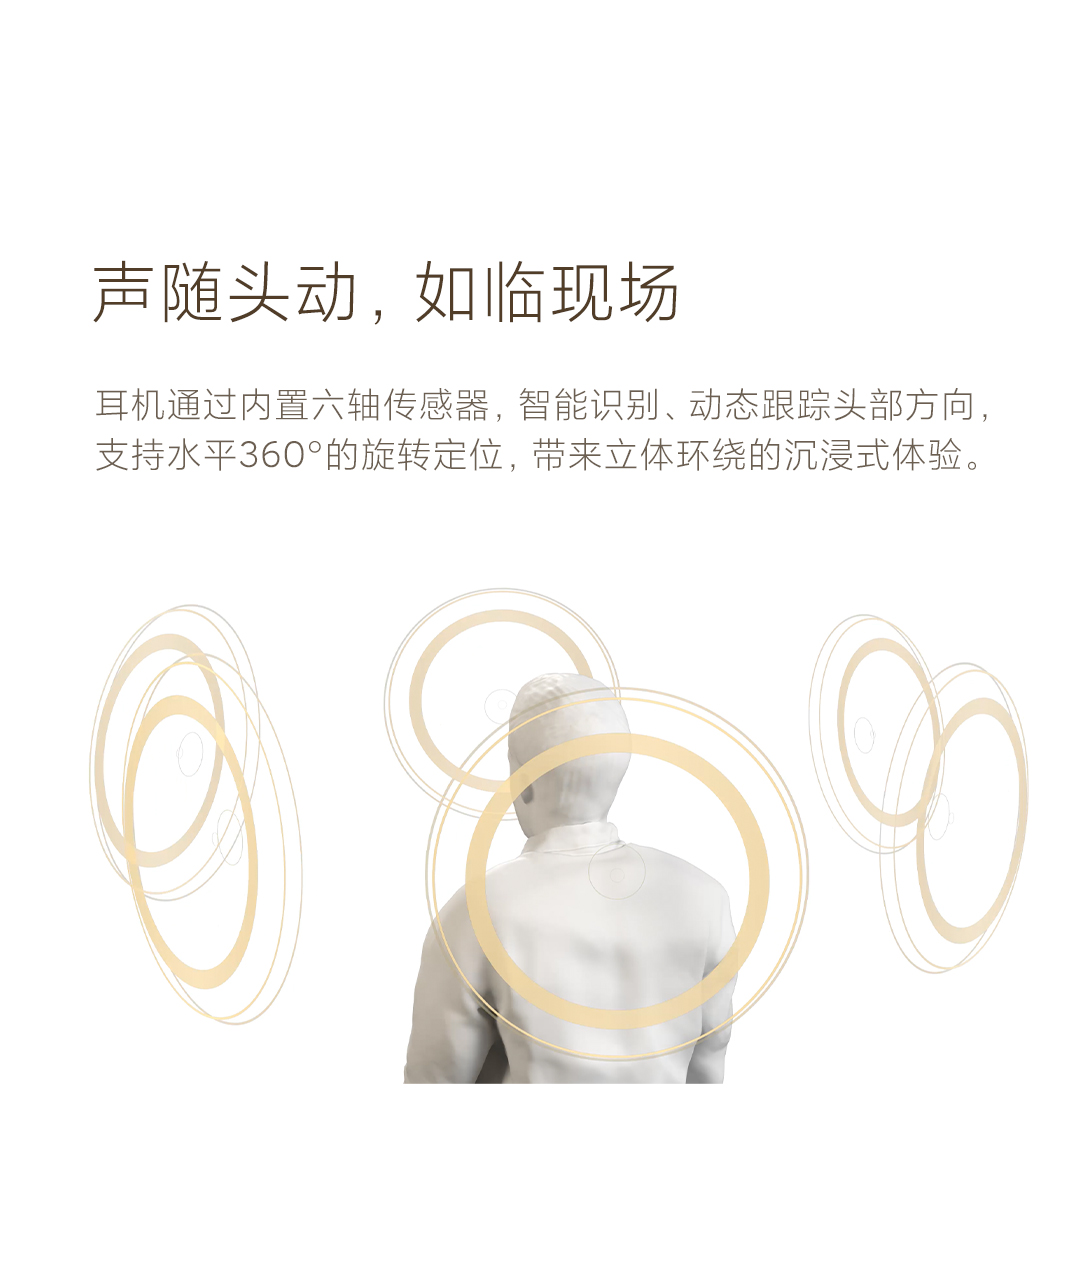 声随头动，如临现场
耳机通过内置六轴传感器，智能识别、动态跟踪头部方向，
支持水平360°的旋转定位，带来立体环绕的沉浸式体验。